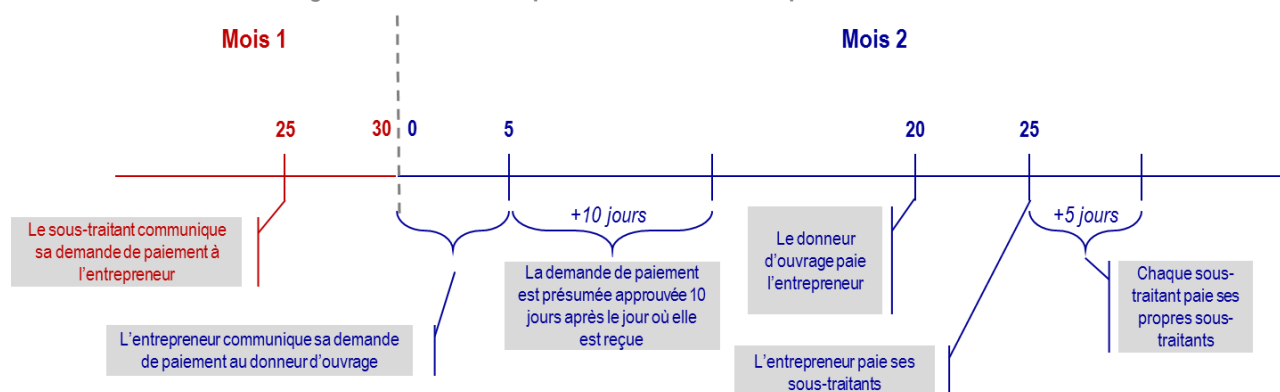 Mois 1
Mois 2
25
30
0
5
20
25
+10 jours
+5 jours
Le sous-traitant communique
sa demande de paiement à
l’entrepreneur
L’entrepreneur communique sa demande
de paiement au donneur d’ouvrage
La demande de paiement
est présumée approuvée 10
jours après le jour où elle
est reçue
Le donneur
d’ouvrage paie
l’entrepreneur
L’entrepreneur paie ses
sous-traitants
Chaque sous-
traitant paie ses
propres sous-
traitants